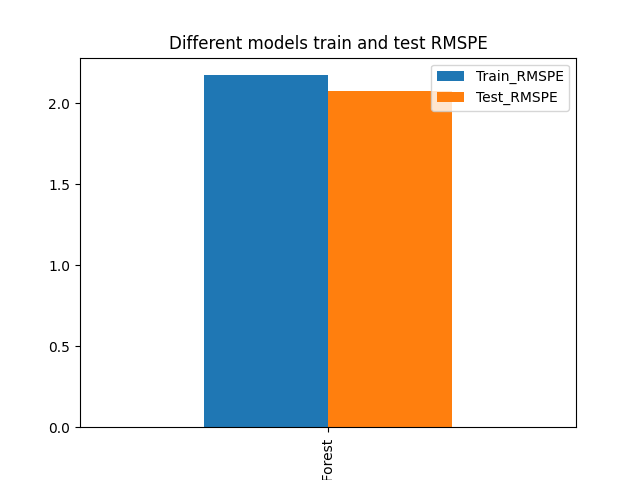 Different models train and test RMSPE
Train_RMSPE
Test_RMSPE
2.0
1.5
1.0
0.5
0.0
Forest